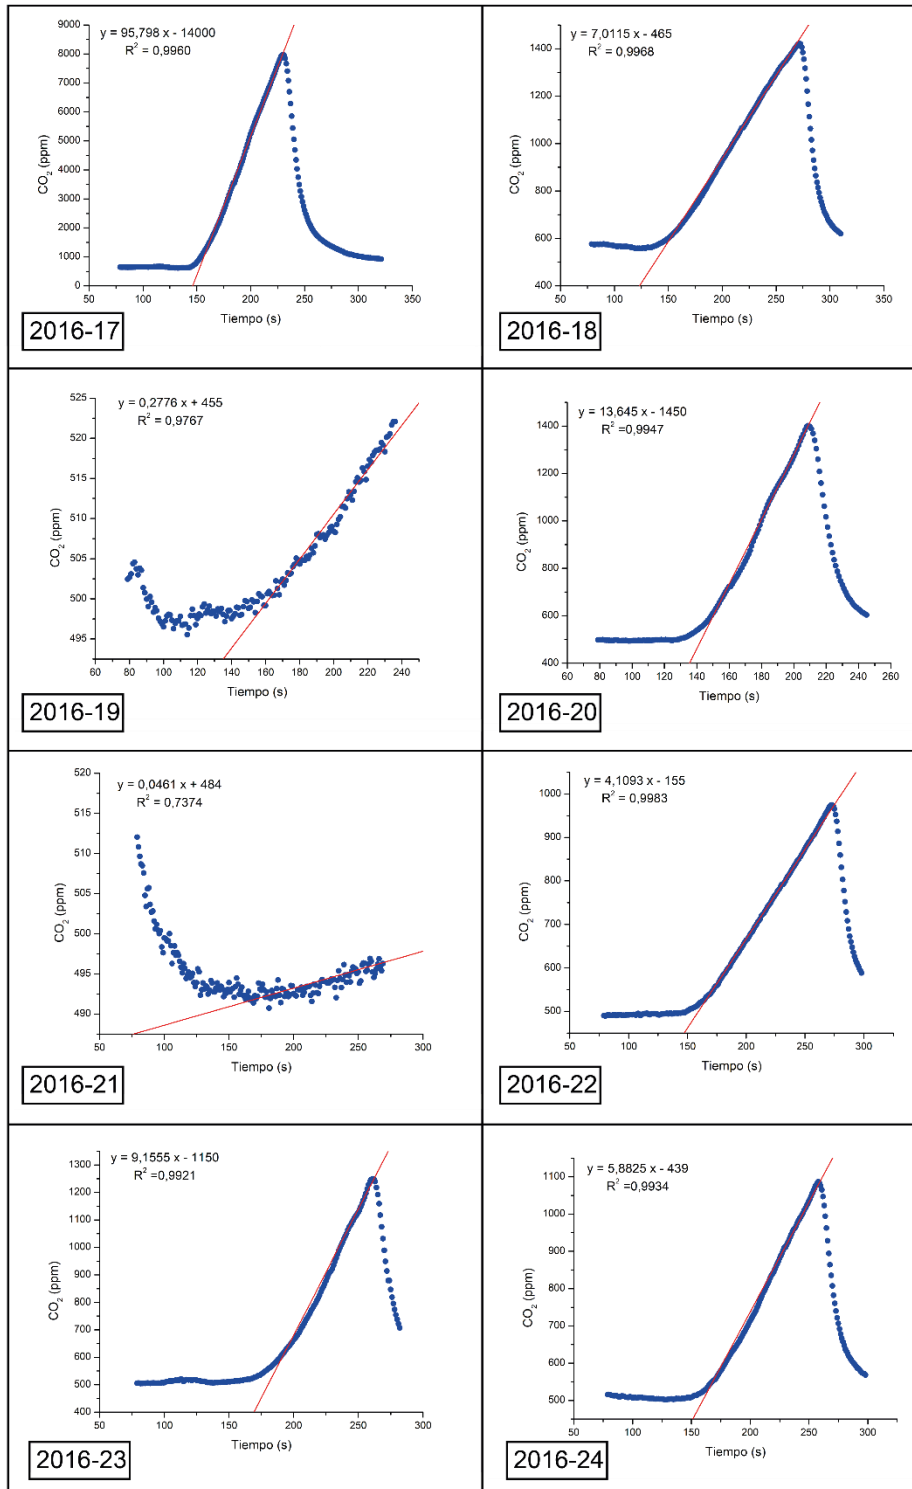 y = 95,798 x - 14000
R² = 0,9960
9000
8000
7000
6000
5000
4000
3000
2000
1000
0
CO₂ (ppm)
50 100 150 200 250 300 350
Tiempo (s)
2016-17
y = 7,0115 x - 465
R² = 0,9968
1400
1200
1000
800
600
400
CO₂ (ppm)
50 100 150 200 250 300 350
Tiempo (s)
2016-18
y = 0,2776 x + 455
R² = 0,9767
525
520
515
510
505
500
495
CO₂ (ppm)
60 80 100 120 140 160 180 200 220 240
Tiempo (s)
2016-19
y = 13,645 x - 1450
R² =0,9947
1400
1200
1000
800
600
400
CO₂ (ppm)
60 80 100 120 140 160 180 200 220 240 260
Tiempo (s)
2016-20
y = 0,0461 x + 484
R² = 0,7374
520
515
510
505
500
495
490
CO₂ (ppm)
50 100 150 200 250 300
Tiempo (s)
2016-21
y = 4,1093 x - 155
R² = 0,9983
1000
900
800
700
600
500
CO₂ (ppm)
50 100 150 200 250 300
Tiempo (s)
2016-22
y = 9,1555 x - 1150
R² =0,9921
1300
1200
1100
1000
900
800
700
600
500
400
CO₂ (ppm)
50 100 150 200 250 300
Tiempo (s)
2016-23
y = 5,8825 x - 439
R² =0,9934
1100
1000
900
800
700
600
500
CO₂ (ppm)
50 100 150 200 250 300
Tiempo (s)
2016-24